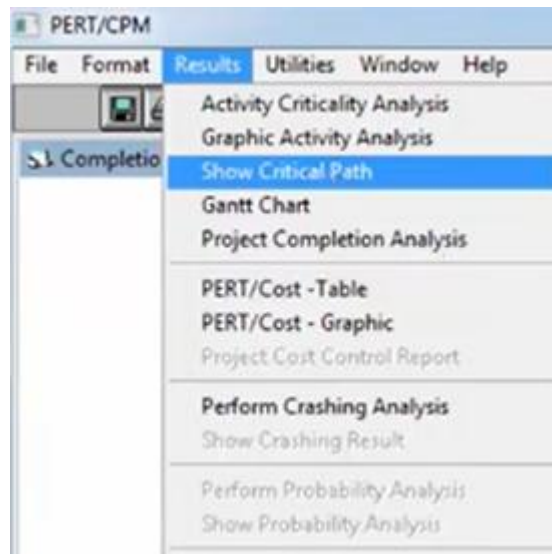 PERT/CPM
File Format Results Utilities Window Help
Activity Criticality Analysis
Graphic Activity Analysis
Completio
Show Critical Path
Gantt Chart
Project Completion Analysis
PERT/Cost -Table
PERT/Cost - Graphic
Project Cost Control Report
Perform Crashing Analysis
Show Crashing Result
Perform Probability Analysis
Show Probability Analysis